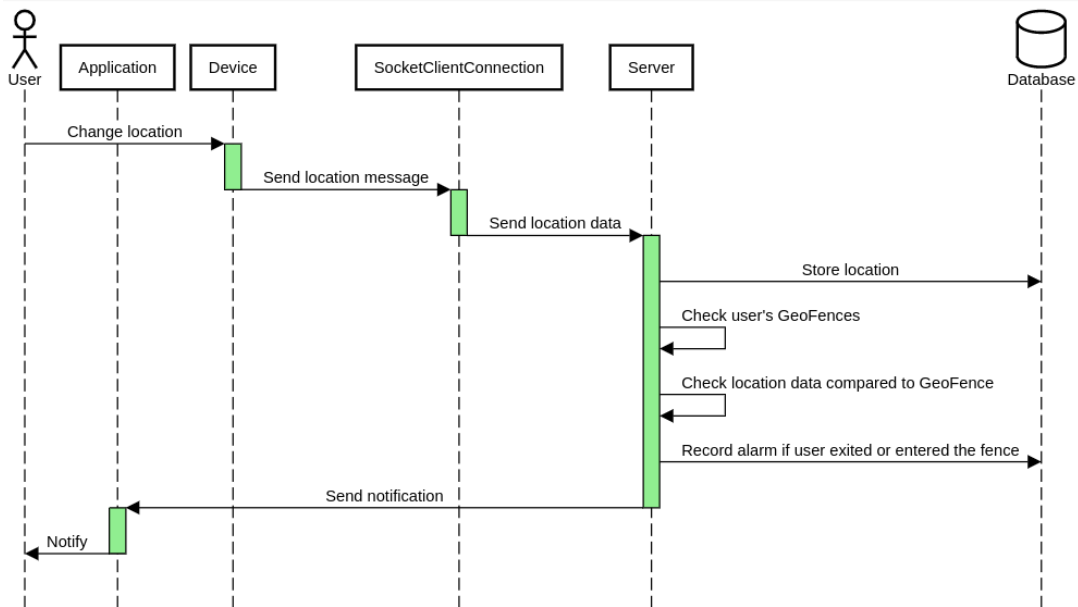 User
Application
Device
SocketClientConnection
Server
Database
Change location
Send location message
Send location data
Store location
Check user's GeoFences
Check location data compared to GeoFence
Record alarm if user exited or entered the fence
Send notification
Notify